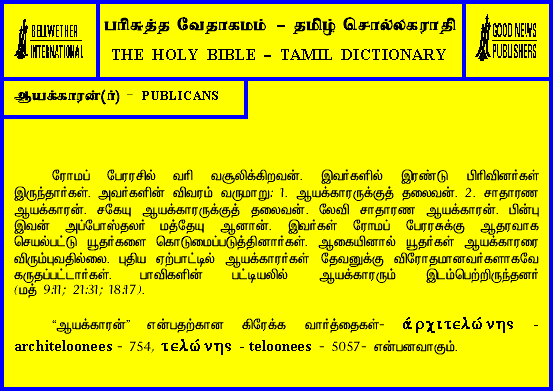 BELLWETHER
INTERNATIONAL
பரிசுத்த வேதாகமம் – தமிழ் சொல்லகராதி
THE HOLY BIBLE – TAMIL DICTIONARY
GOOD NEWS
PUBLISHERS
ஆயக்காரன்(ர்) – PUBLICANS
ரோமப் பேரரசில் வரி வசூலிக்கிறவன். இவர்களில் இரண்டு பிரிவினர்கள்
இருந்தார்கள். அவர்களின் விவரம் வருமாறு: 1. ஆயக்காரருக்குத் தலைவன். 2. சாதாரண
ஆயக்காரன். சகேயு ஆயக்காரருக்குத் தலைவன். லேவி சாதாரண ஆயக்காரன். பின்பு
இவன் அப்போஸ்தலர் மத்தேயு ஆனான். இவர்கள் ரோமப் பேரரசுக்கு ஆதரவாக
செயல்பட்டு யூதர்களை கொடுமைப்படுத்தினார்கள். ஆகையினால் யூதர்கள் ஆயக்காரரை
விரும்புவதில்லை. புதிய ஏற்பாட்டில் ஆயக்காரர்கள் தேவனுக்கு விரோதமானவர்களாகவே
கருதப்பட்டார்கள். பாவிகளின் பட்டியலில் ஆயக்காரரும் இடம்பெற்றிருந்தனர்
(மத் 9:11; 21:31; 18:17).
“ஆயக்காரன்” என்பதற்கான கிரேக்க வார்த்தைகள்- ἀρχιτελώνης -
architeloonees - 754, τελώνης - teloonees - 5057- என்பனவாகும்.